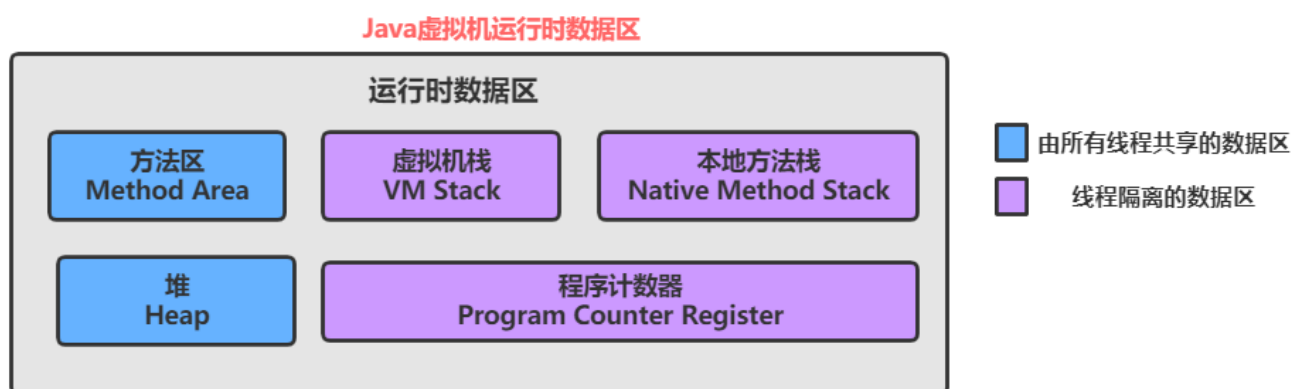 Java虚拟机运行时数据区
运行时数据区
方法区
Method Area
虚拟机栈
VM Stack
本地方法栈
Native Method Stack
堆
Heap
程序计数器
Program Counter Register
由所有线程共享的数据区
线程隔离的数据区